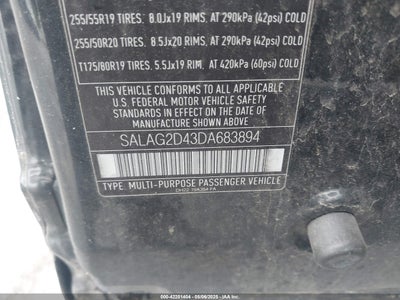 255/55R19 TIRES, 8.0Jx19 RIMS, AT 290kPa (42psi) COLD
255/50R20 TIRES, 8.5Jx20 RIMS, AT 290kPa (42psi) COLD
T175/80R19 TIRES, 5.5Jx19 RIM, AT 420kPa (60psi) COLD
THIS VEHICLE CONFORMS TO ALL APPLICABLE
U.S. FEDERAL MOTOR VEHICLE SAFETY
STANDARDS IN EFFECT ON THE DATE OF
MANUFACTURE SHOWN ABOVE
SALAG2D43DA683894
TYPE: MULTI-PURPOSE PASSENGER VEHICLE
© IAA 42201404 - 05/06/2025 - IAAI.COM